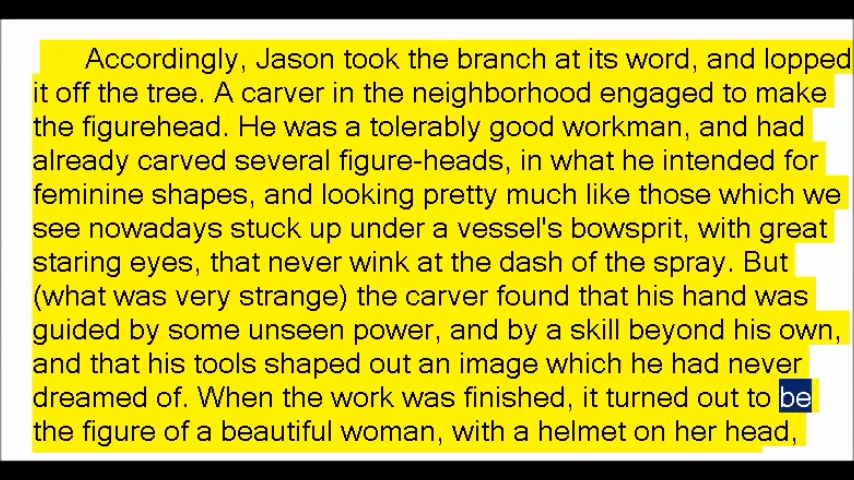 Accordingly, Jason took the branch at its word, and lopped
it off the tree. A carver in the neighborhood engaged to make
the figurehead. He was a tolerably good workman, and had
already carved several figure-heads, in what he intended for
feminine shapes, and looking pretty much like those which we
see nowadays stuck up under a vessel's bowsprit, with great
staring eyes, that never wink at the dash of the spray. But
(what was very strange) the carver found that his hand was
guided by some unseen power, and by a skill beyond his own,
and that his tools shaped out an image which he had never
dreamed of. When the work was finished, it turned out to be
the figure of a beautiful woman, with a helmet on her head,